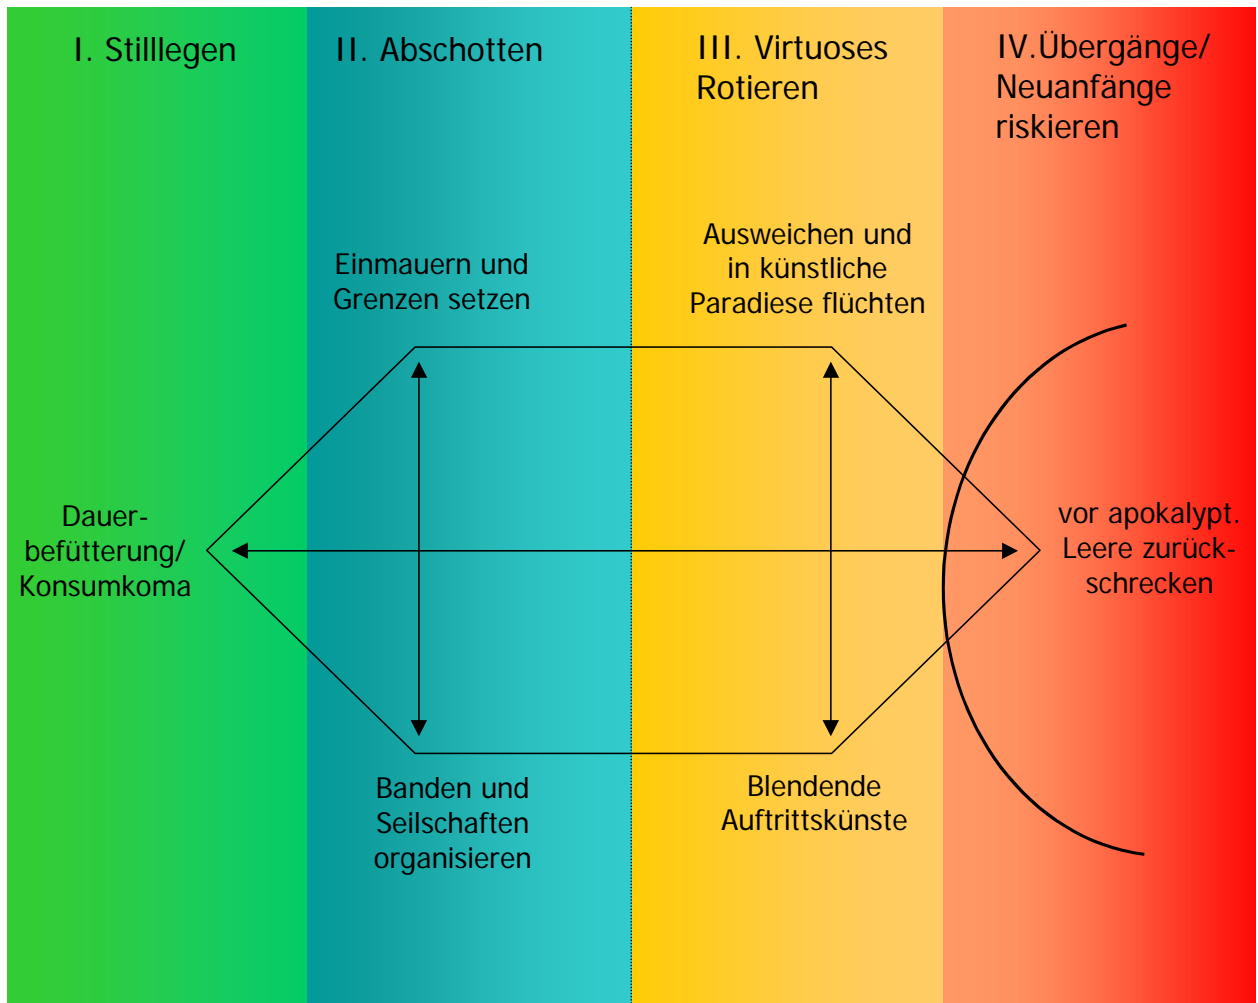 I. Stilllegen
II. Abschotten
III. Virtuoses
Rotieren
IV.Übergänge/
Neuanfänge
riskieren
Einmauern und
Grenzen setzen
Ausweichen und
in künstliche
Paradiese flüchten
Dauer-
befütterung/
Konsumkoma
vor apokalypt.
Leere zurück-
schrecken
Banden und
Seilschaften
organisieren
Blendende
Auftrittskünste